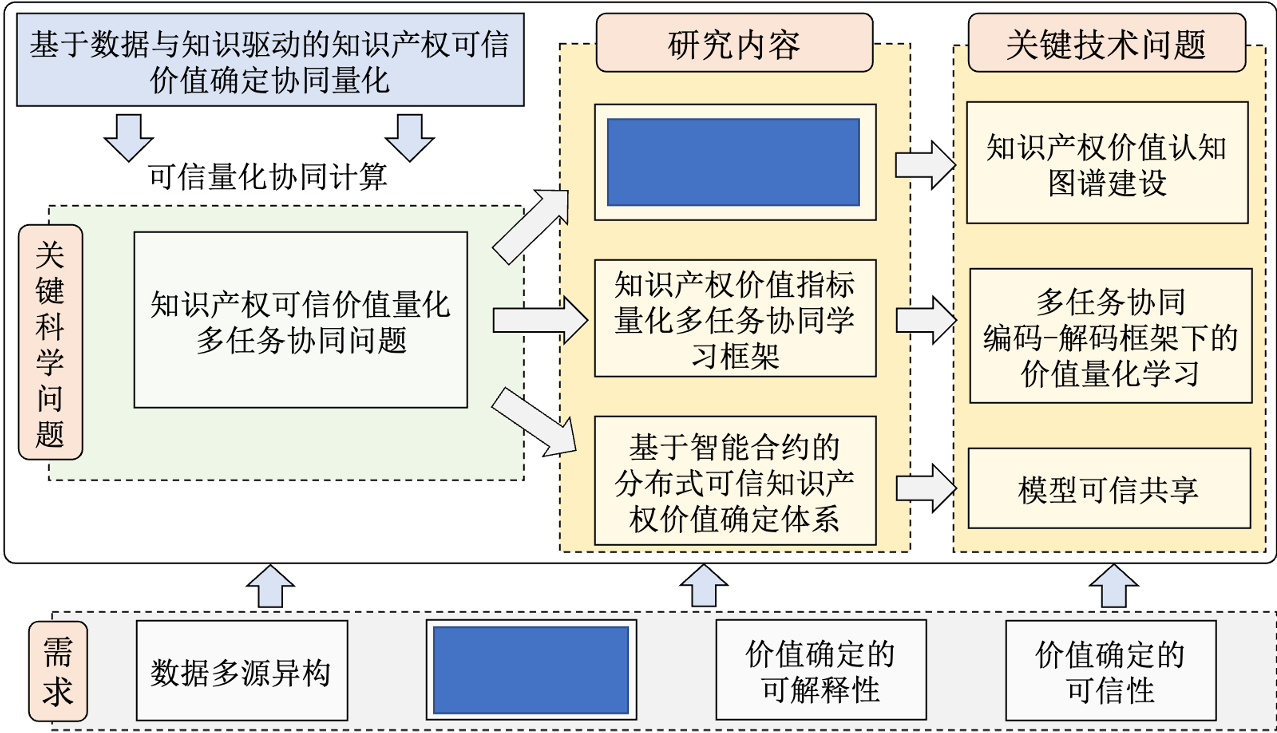 基于数据与知识驱动的知识产权可信
价值确定协同量化
可信量化协同计算
关键科学问题
知识产权可信价值量化
多任务协同问题
研究内容
知识产权价值指标
量化多任务协同学
习框架
基于智能合约的
分布式可信知识产
权价值确定体系
关键技术问题
知识产权价值认知
图谱建设
多任务协同
编码-解码框架下的
价值量化学习
模型可信共享
需求
数据多源异构
价值确定的
可解释性
价值确定的
可信性